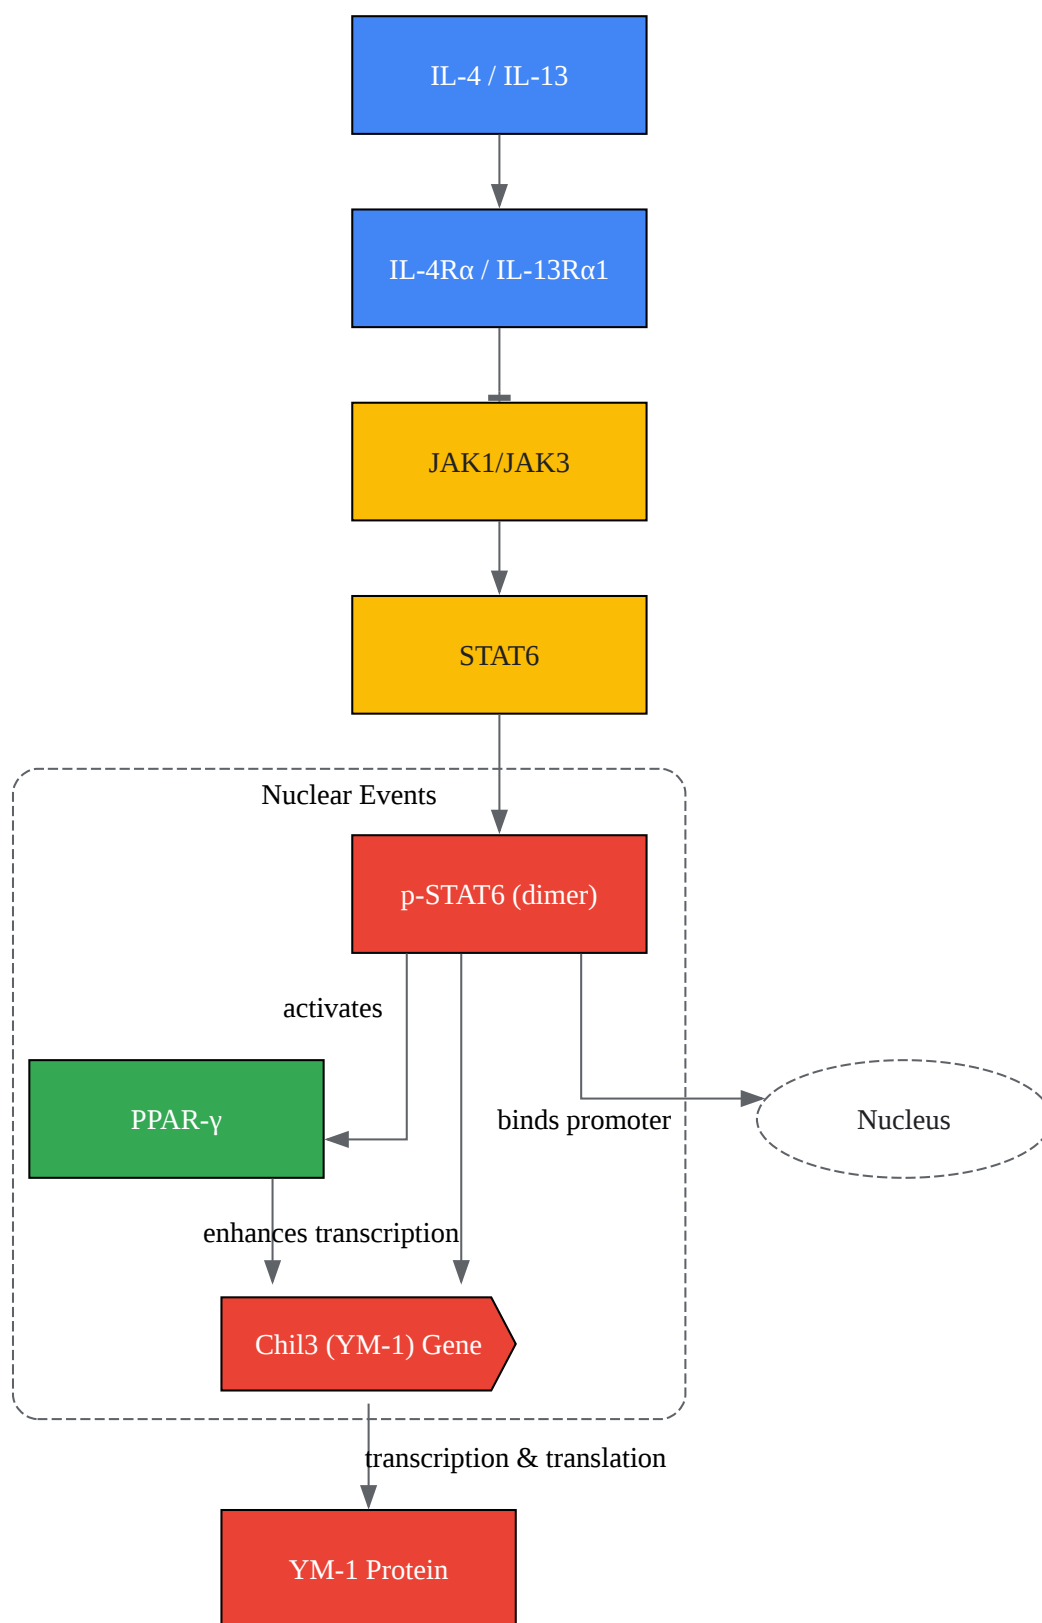 IL-4 / IL-13
IL-4Rα / IL-13Rα1
JAK1/JAK3
STAT6
Nuclear Events
p-STAT6 (dimer)
activates
PPAR-γ
binds promoter
Nucleus
enhances transcription
Chil3 (YM-1) Gene
transcription & translation
YM-1 Protein